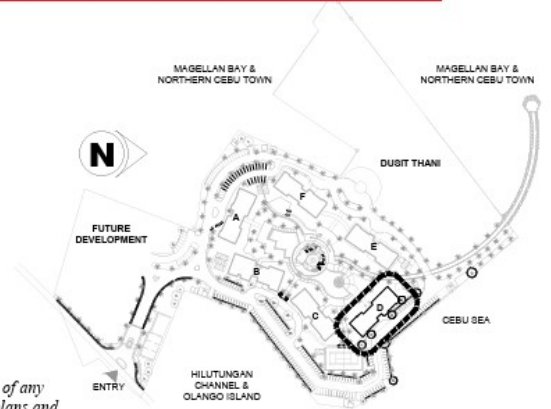 MAGELLAN BAY &
NORTHERN CEBU TOWN
MAGELLAN BAY &
NORTHERN CEBU TOWN
N
DUSIT THANI
F
A
FUTURE
DEVELOPMENT
E
B
D
C
CEBU SEA
HILUTUNGAN
CHANNEL &
OLANGO ISLAND
ENTRY
of any
plans and